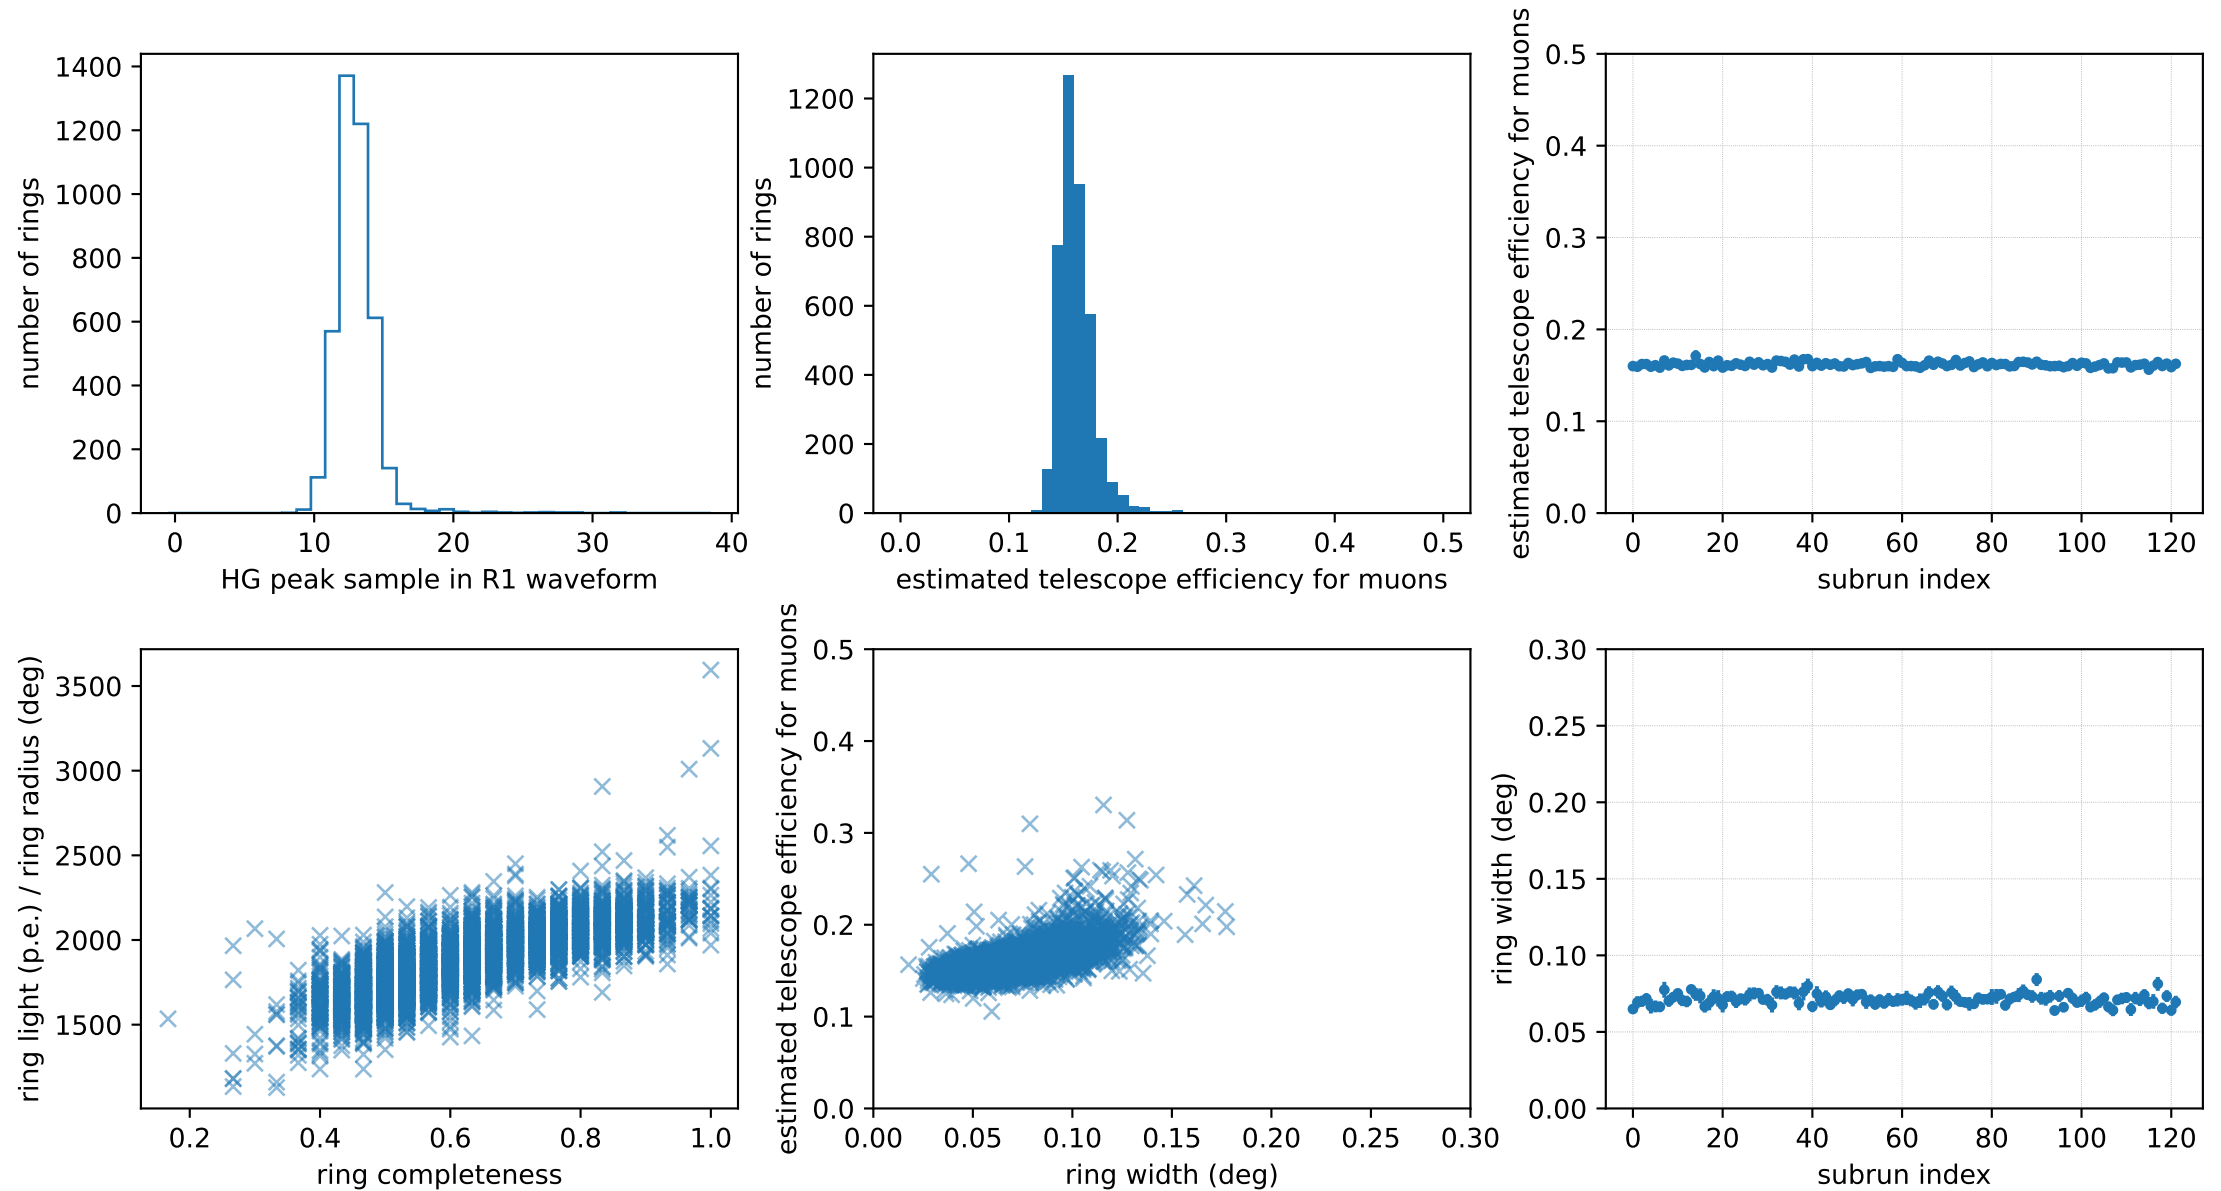 1400
1200
1000
800
600
400
200
0
number of rings
0 10 20 30 40
HG peak sample in R1 waveform
1200
1000
800
600
400
200
0
number of rings
0.0 0.1 0.2 0.3 0.4 0.5
estimated telescope efficiency for muons
0.5
0.4
0.3
0.2
0.1
0.0
estimated telescope efficiency for muons
0 20 40 60 80 100 120
subrun index
3500
3000
2500
2000
1500
ring light (p.e.) / ring radius (deg)
0.2 0.4 0.6 0.8 1.0
ring completeness
0.5
0.4
0.3
0.2
0.1
0.0
estimated telescope efficiency for muons
0.00 0.05 0.10 0.15 0.20 0.25 0.30
ring width (deg)
0.30
0.25
0.20
0.15
0.10
0.05
0.00
ring width (deg)
0 20 40 60 80 100 120
subrun index